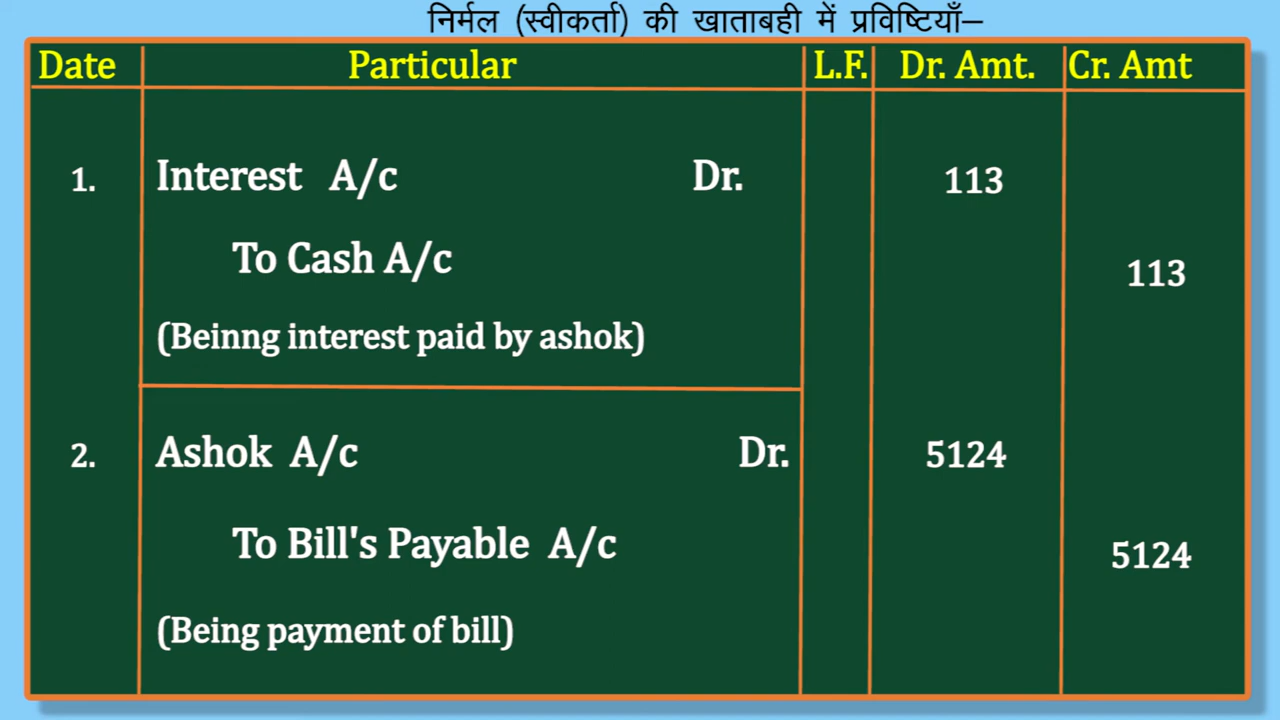 निर्मल (स्वीकर्ता) की खाताबही में प्रविष्टियाँ–
Date Particular L.F. Dr. Amt. Cr. Amt
1. Interest A/c Dr. 113
To Cash A/c 113
(Beinng interest paid by ashok)
2. Ashok A/c Dr. 5124
To Bill's Payable A/c 5124
(Being payment of bill)